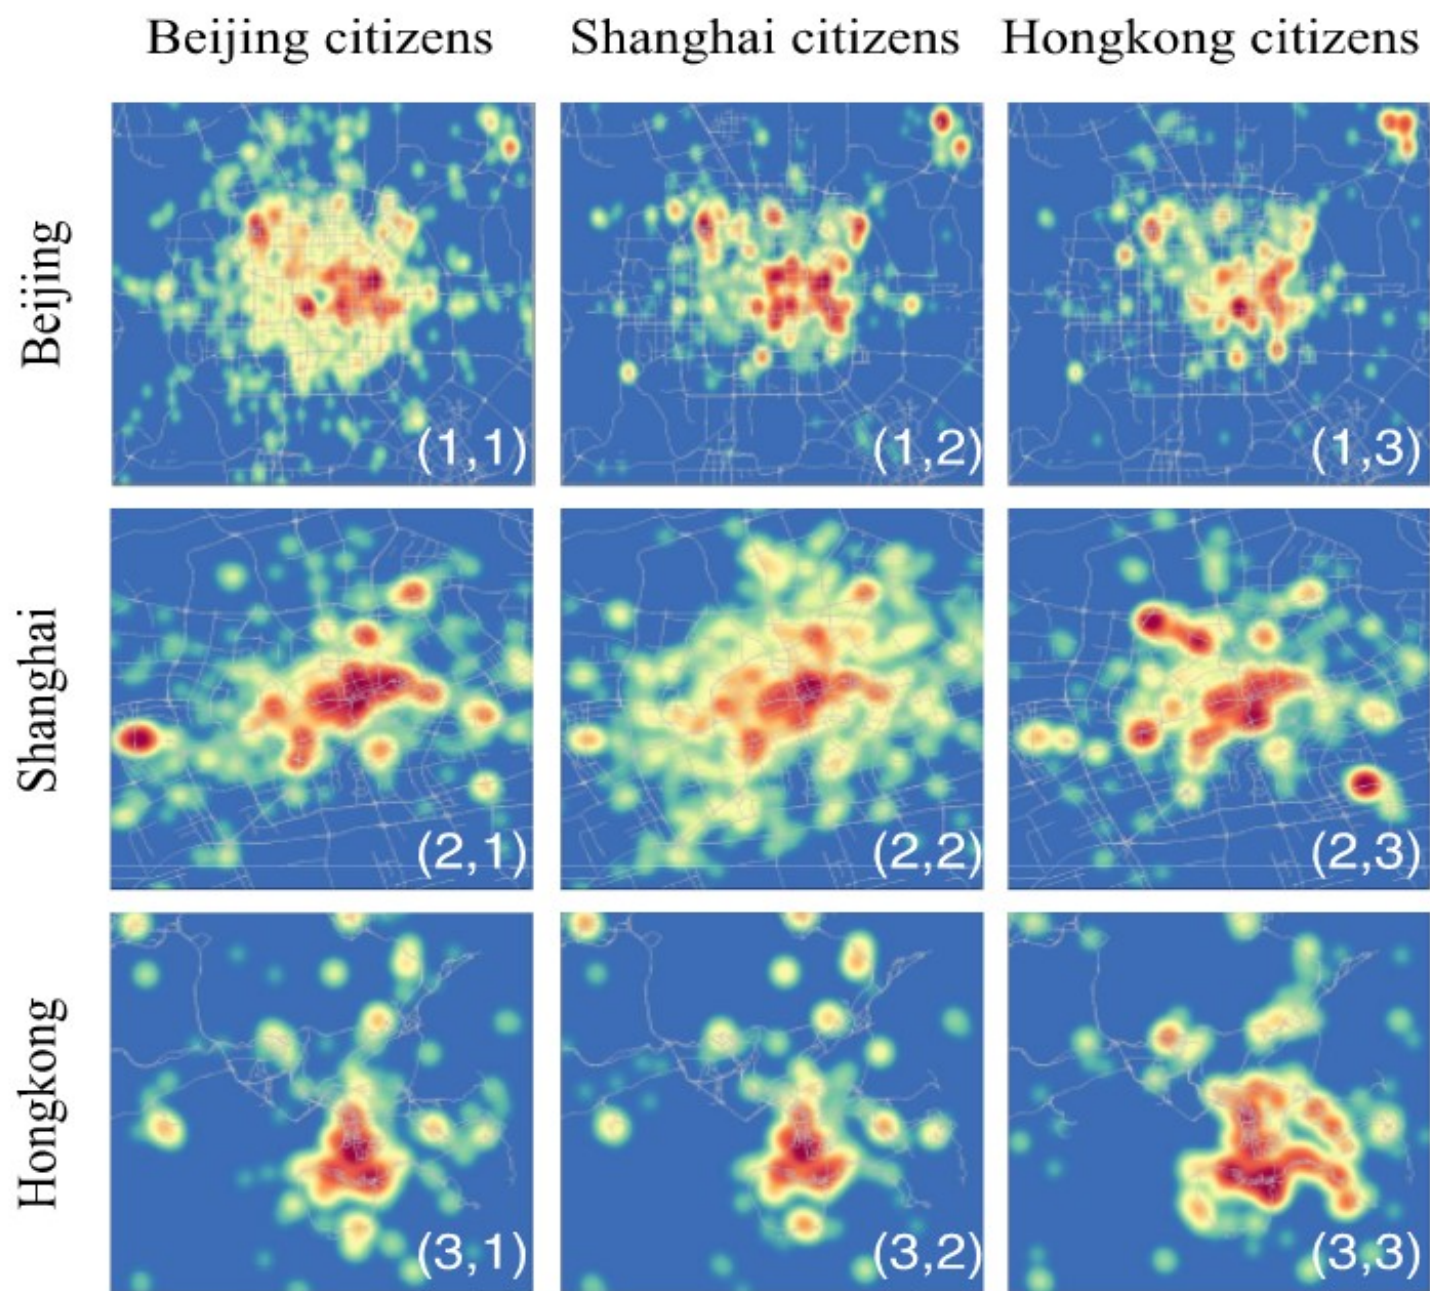 Beijing citizens Shanghai citizens Hongkong citizens
Beijing
(1,1) (1,2) (1,3)
Shanghai
(2,1) (2,2) (2,3)
Hongkong
(3,1) (3,2) (3,3)